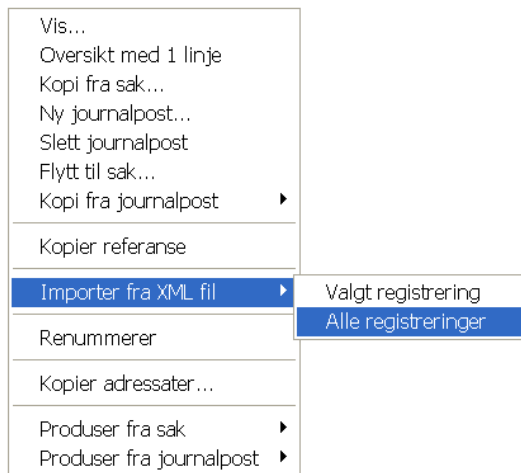 Vis...
Oversikt med 1 linje
Kopi fra sak...
Ny journalpost...
Slett journalpost
Flytt til sak...
Kopi fra journalpost
Kopier referanse
Importer fra XML fil
Valgt registrering
Alle registreringer
Renummerer
Kopier adressater...
Produser fra sak
Produser fra journalpost